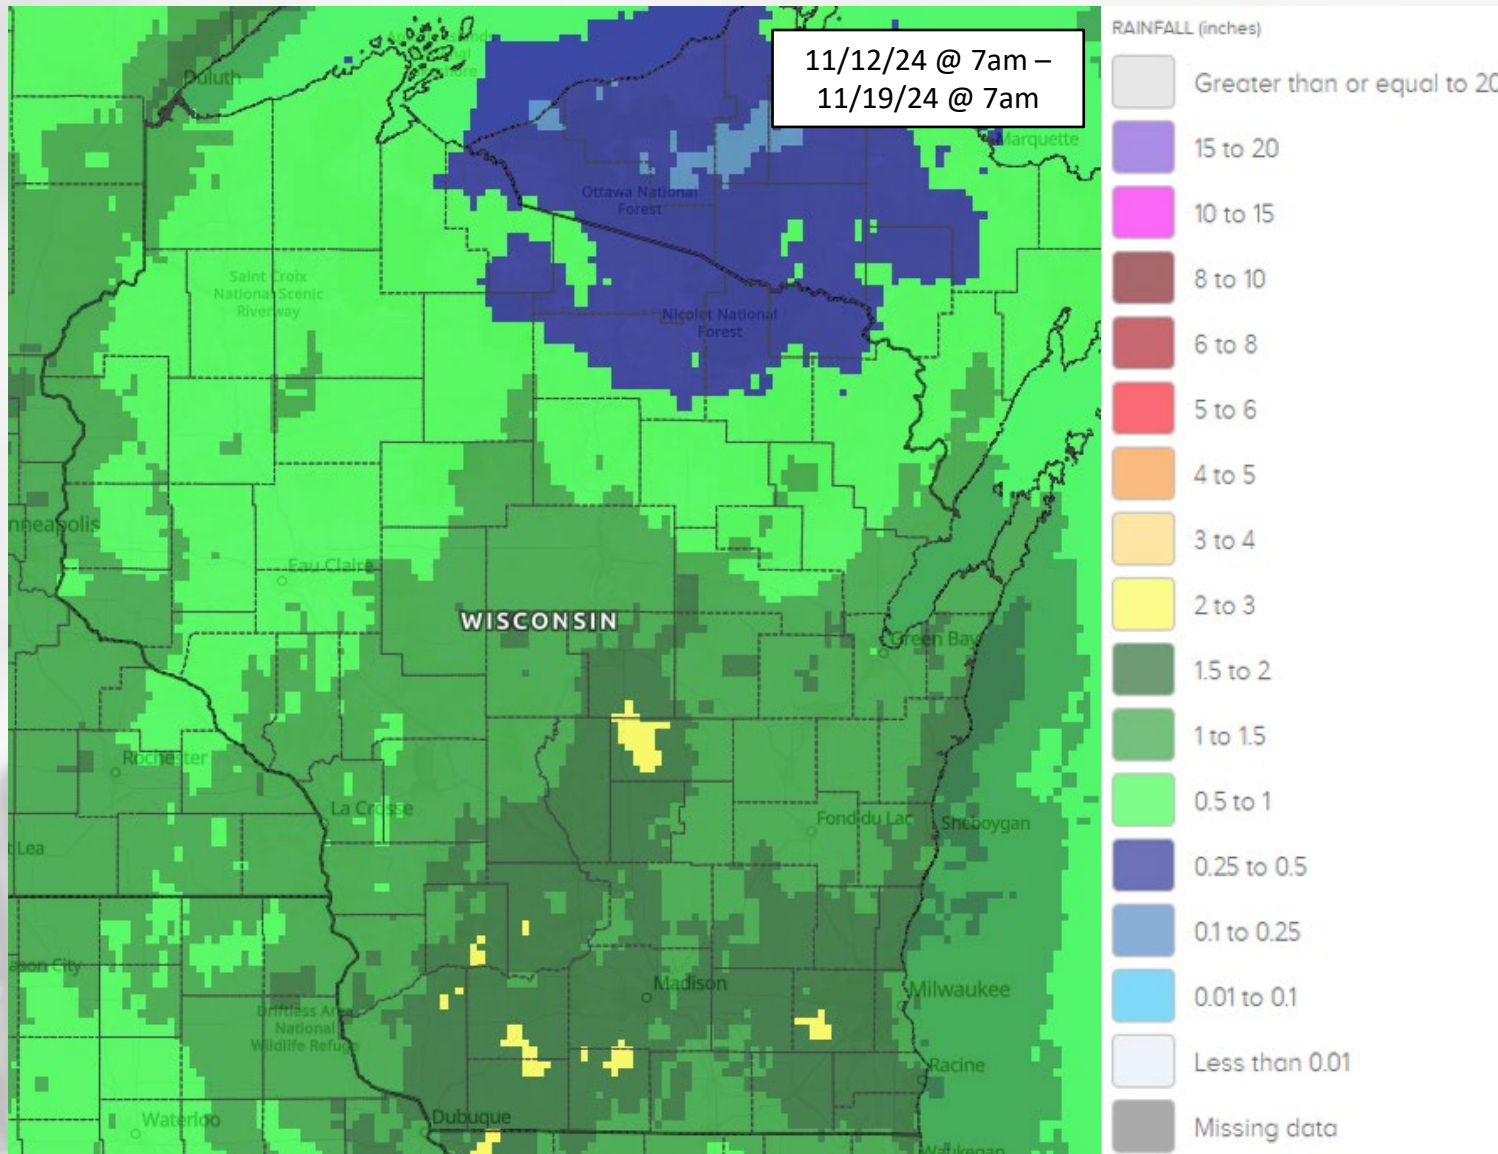 11/12/24 @ 7am –
11/19/24 @ 7am
Duluth
Marquette
Ottawa National
Forest
Saint Croix
National Scenic
Riverway
Nicolet National
Forest
nneapolis
Eau Claire
WISCONSIN
Green Bay
Rochester
La Crosse
Fond du Lac
Sheboygan
t Lea
ason City
Madison
Milwaukee
Driftless Area
National
Wildlife Refuge
Racine
Waterloo
Dubuque
Waukegan
RAINFALL (inches)
Greater than or equal to 20
15 to 20
10 to 15
8 to 10
6 to 8
5 to 6
4 to 5
3 to 4
2 to 3
1.5 to 2
1 to 1.5
0.5 to 1
0.25 to 0.5
0.1 to 0.25
0.01 to 0.1
Less than 0.01
Missing data